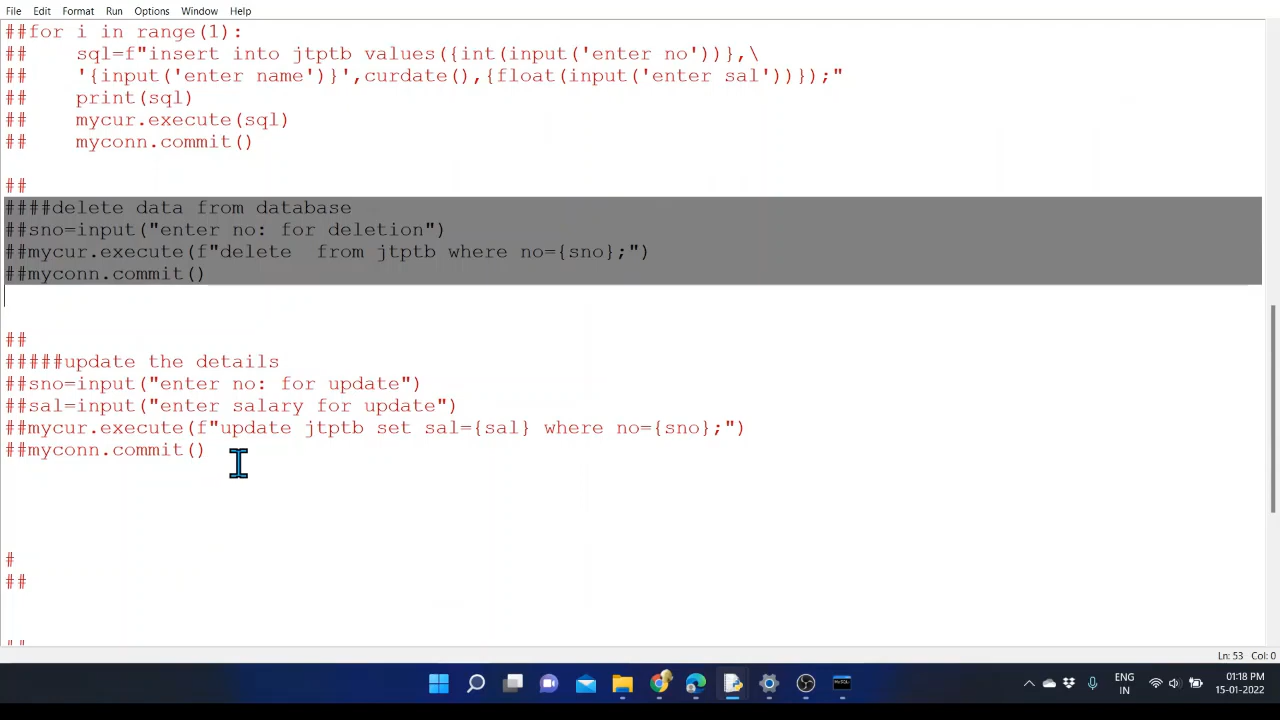 File Edit Format Run Options Window Help
##for i in range(1):
##    sql=f"insert into jtptb values({int(input('enter no'))},\
##    '{input('enter name')}',curdate(),{float(input('enter sal'))});"
##    print(sql)
##    mycur.execute(sql)
##    myconn.commit()
##
####delete data from database
##sno=input("enter no: for deletion")
##mycur.execute(f"delete  from jtptb where no={sno};")
##myconn.commit()
##
#####update the details
##sno=input("enter no: for update")
##sal=input("enter salary for update")
##mycur.execute(f"update jtptb set sal={sal} where no={sno};")
##myconn.commit()
#
##
Ln: 53 Col: 0
ENG
IN
01:18 PM
15-01-2022